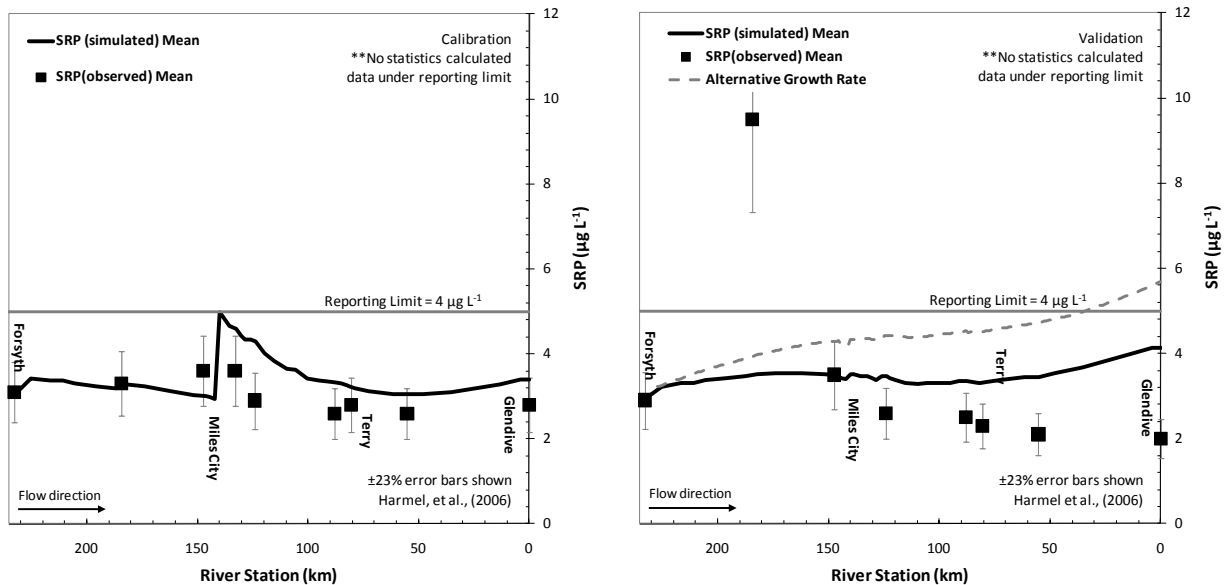 SRP (simulated) Mean
SRP(observed) Mean
Calibration
**No statistics calculated
data under reporting limit
Reporting Limit = 4 µg L⁻¹
Forsyth
Miles City
Terry
Glendive
Flow direction
±23% error bars shown
Harmel, et al., (2006)
12
10
8
6
4
2
0
SRP (µg L⁻¹)
200
150
100
50
0
River Station (km)
SRP (simulated) Mean
SRP(observed) Mean
Alternative Growth Rate
Validation
**No statistics calculated
data under reporting limit
Reporting Limit = 4 µg L⁻¹
Forsyth
Miles City
Terry
Glendive
Flow direction
±23% error bars shown
Harmel, et al., (2006)
12
10
8
6
4
2
0
SRP (µg L⁻¹)
200
150
100
50
0
River Station (km)